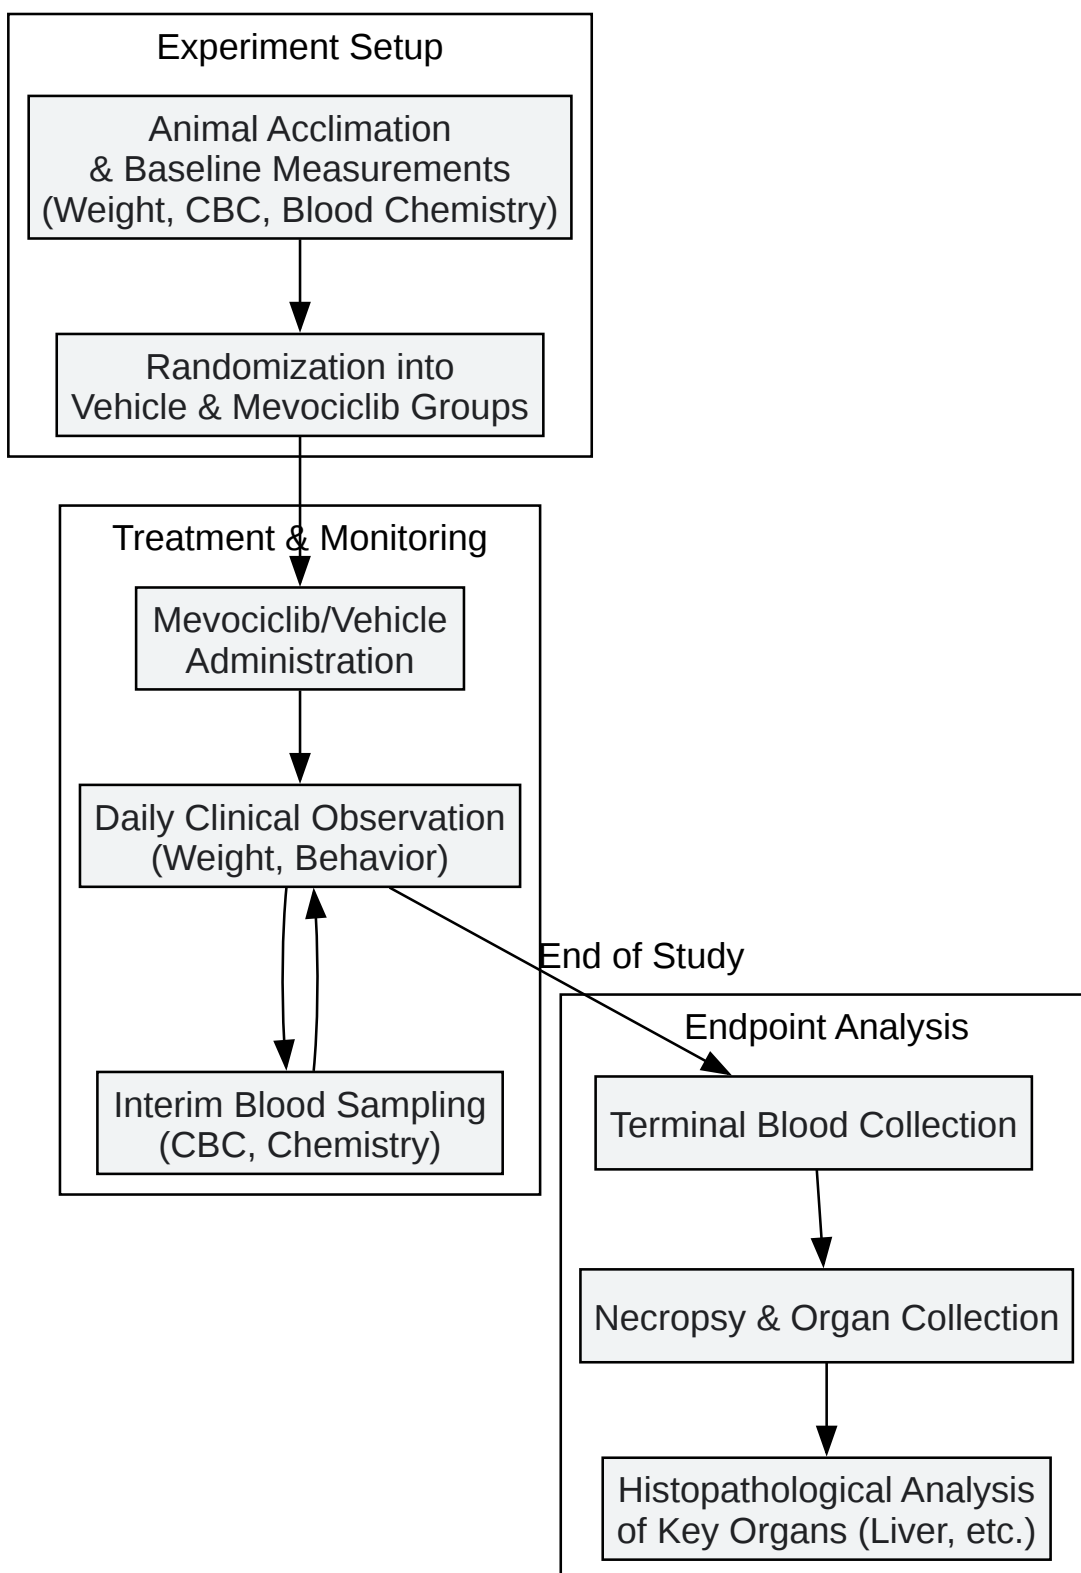 Experiment Setup
Animal Acclimation
& Baseline Measurements
(Weight, CBC, Blood Chemistry)
Randomization into
Vehicle & Mevociclib Groups
Treatment & Monitoring
Mevociclib/Vehicle
Administration
Daily Clinical Observation
(Weight, Behavior)
End of Study
Interim Blood Sampling
(CBC, Chemistry)
Endpoint Analysis
Terminal Blood Collection
Necropsy & Organ Collection
Histopathological Analysis
of Key Organs (Liver, etc.)